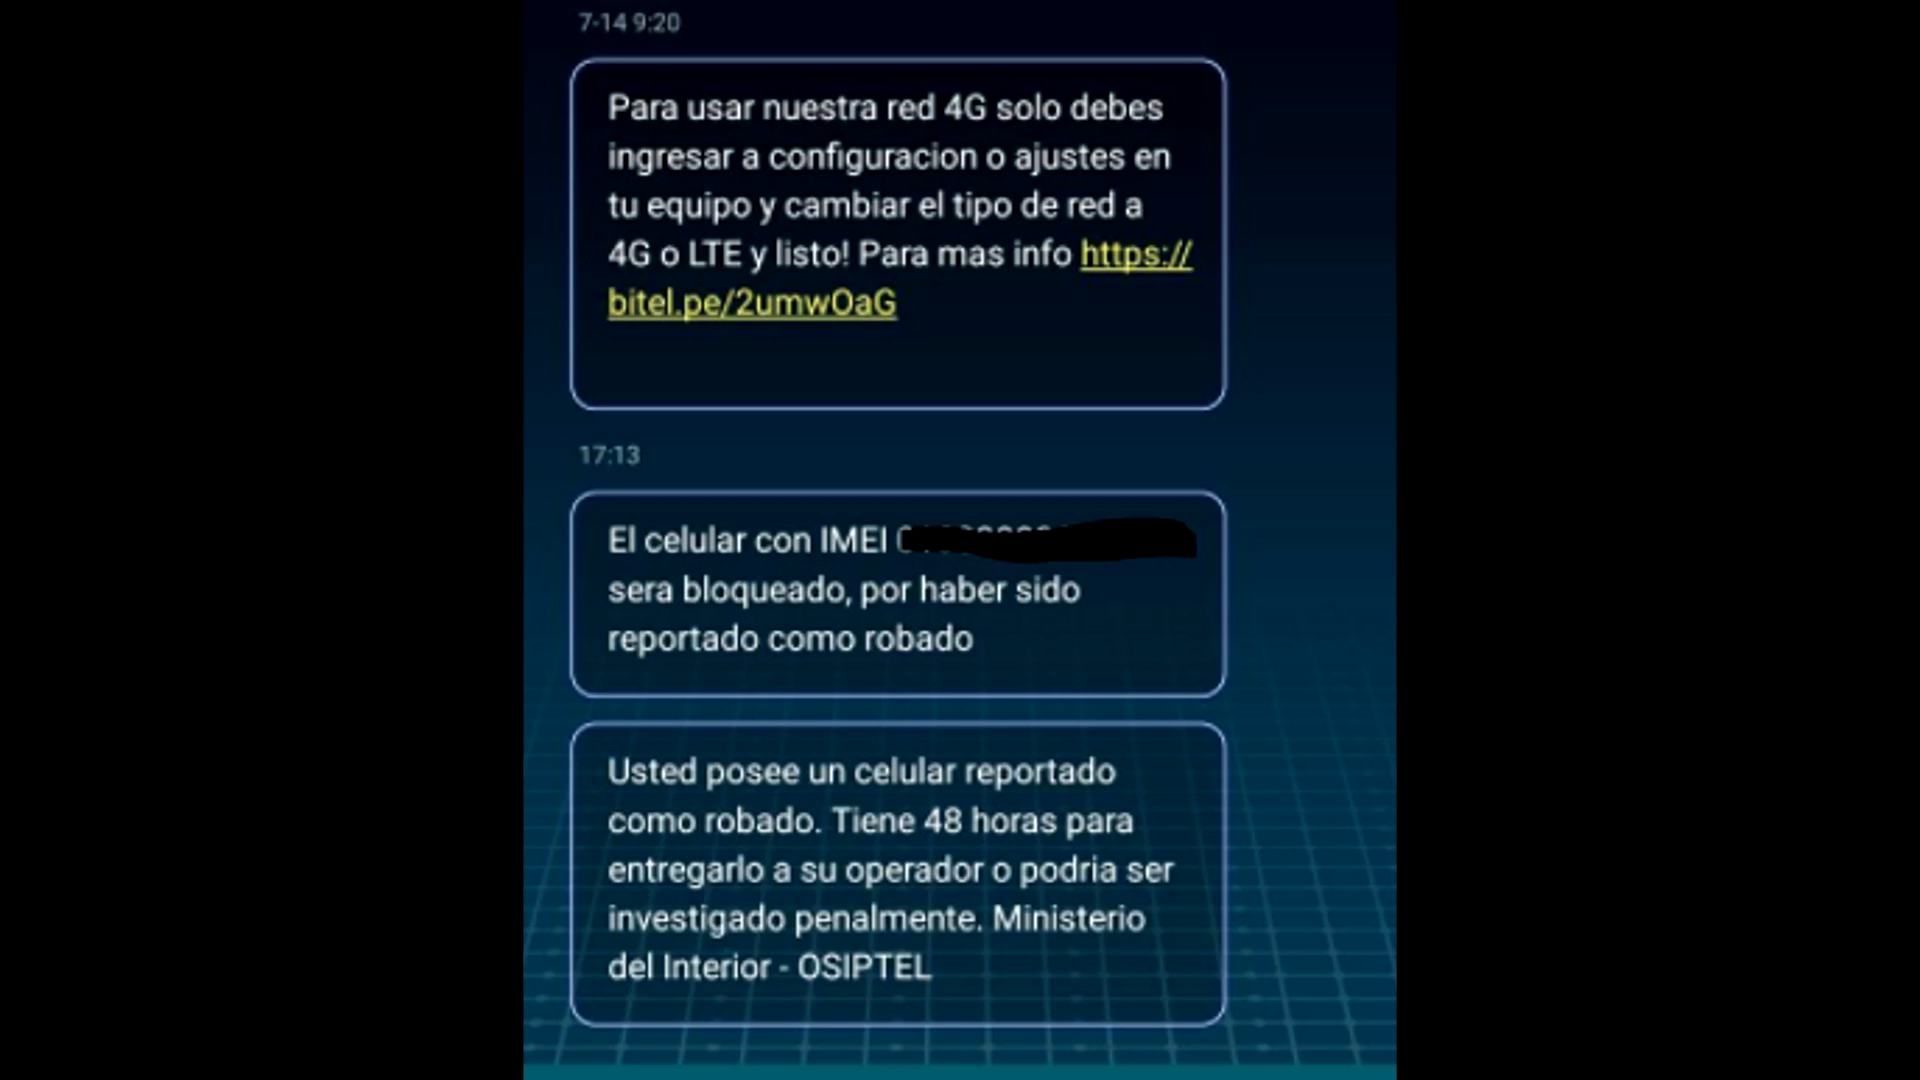 7-14 9:20
Para usar nuestra red 4G solo debes
ingresar a configuracion o ajustes en
tu equipo y cambiar el tipo de red a
4G o LTE y listo! Para mas info https://
bitel.pe/2umwOaG
17:13
El celular con IMEI
sera bloqueado, por haber sido
reportado como robado
Usted posee un celular reportado
como robado. Tiene 48 horas para
entregarlo a su operador o podria ser
investigado penalmente. Ministerio
del Interior - OSIPTEL